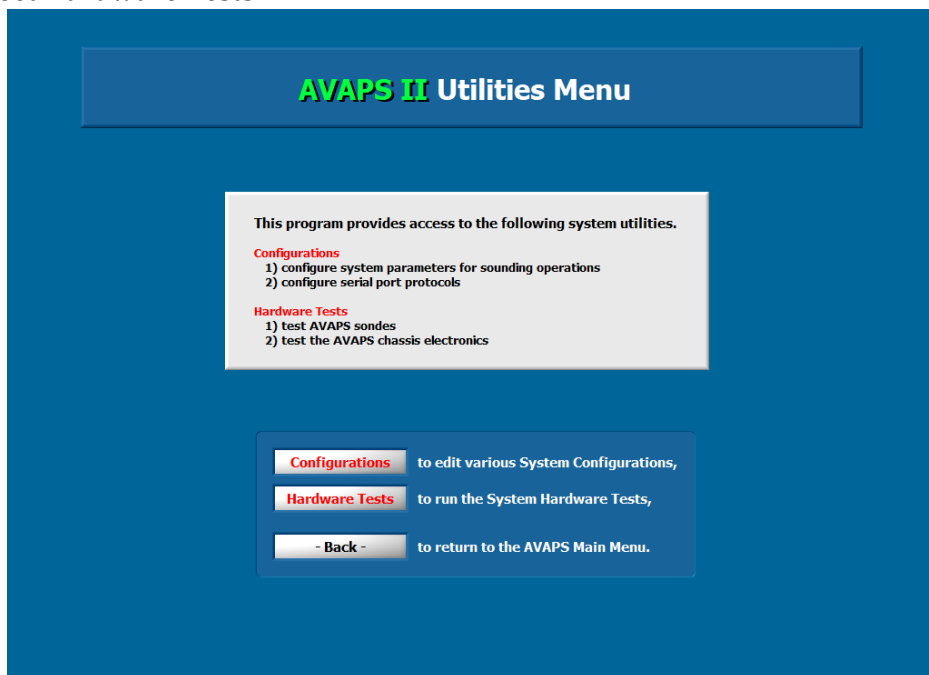 AVAPS II Utilities Menu
This program provides access to the following system utilities.
Configurations
1) configure system parameters for sounding operations
2) configure serial port protocols
Hardware Tests
1) test AVAPS sondes
2) test the AVAPS chassis electronics
Configurations to edit various System Configurations,
Hardware Tests to run the System Hardware Tests,
- Back - to return to the AVAPS Main Menu.